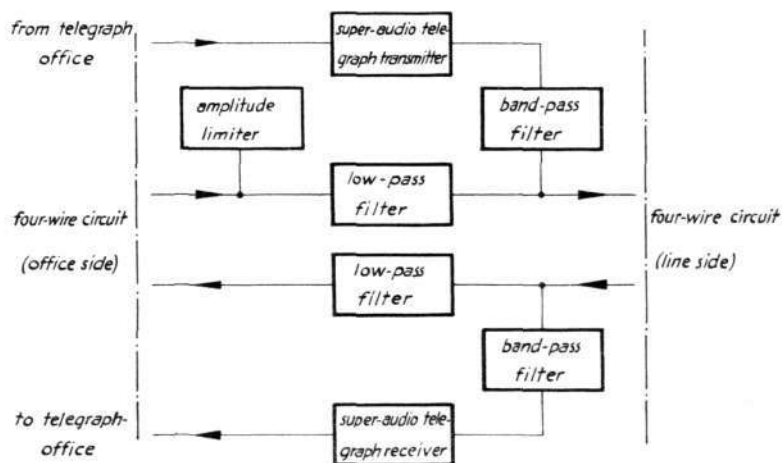 from telegraph
office
super-audio tele-
graph transmitter
amplitude
limiter
band-pass
filter
low-pass
filter
four-wire circuit
(office side)
four-wire circuit
(line side)
low-pass
filter
band-pass
filter
to telegraph-
office
super-audio tele-
graph receiver